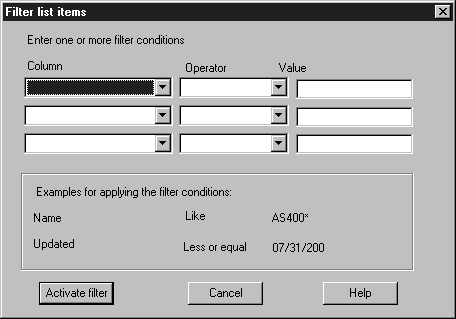 Filter list items
Enter one or more filter conditions
Column Operator Value
Examples for applying the filter conditions:
Name Like AS400*
Updated Less or equal 07/31/200
Activate filter Cancel Help